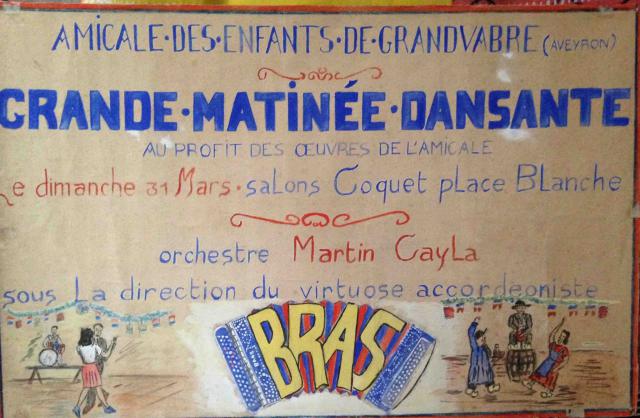 AMICALE·DES·ENFANTS·DE·GRANDVABRE (AVEYRON)
GRANDE·MATINÉE·DANSANTE
AU PROFIT DES ŒUVRES DE L'AMICALE
Le dimanche 31 Mars·saLons Coquet pLace BLanche
orchestre Martin CayLa
sous La direction du virtuose accordéoniste
BRAS